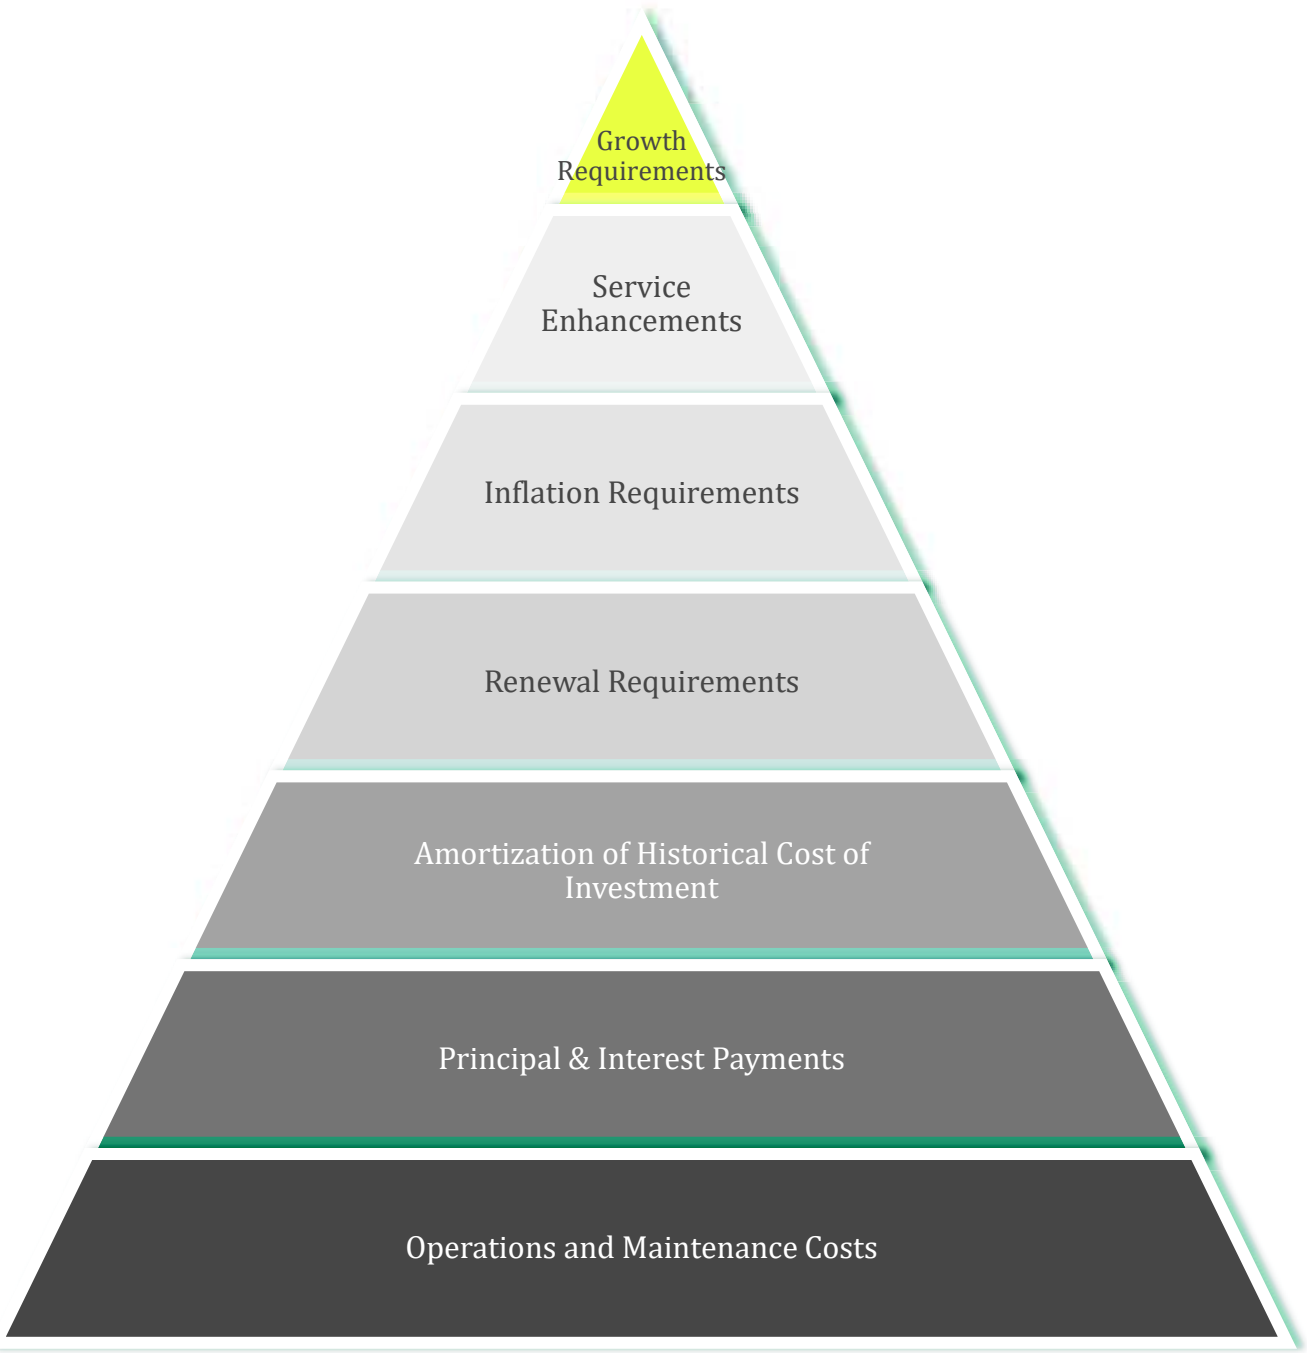 Growth
Requirements
Service
Enhancements
Inflation Requirements
Renewal Requirements
Amortization of Historical Cost of
Investment
Principal & Interest Payments
Operations and Maintenance Costs